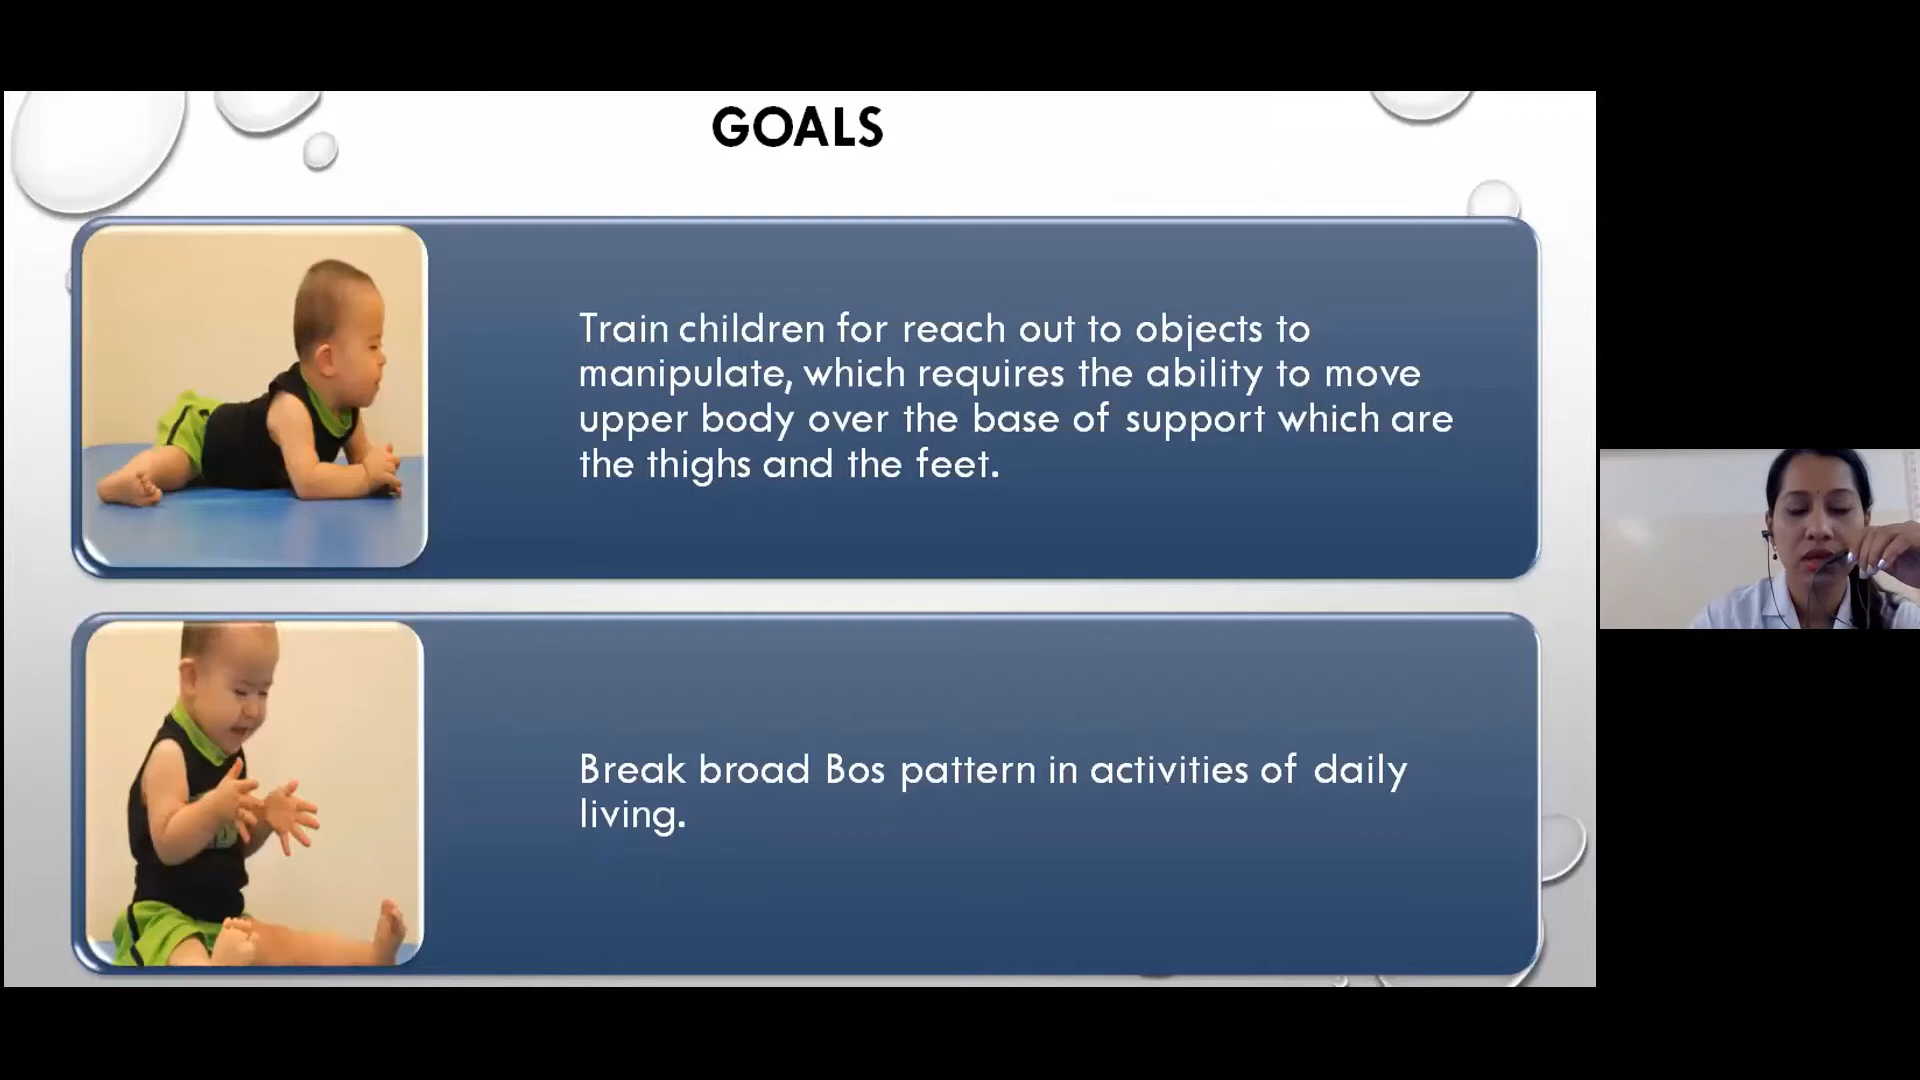 GOALS
Train children for reach out to objects to
manipulate, which requires the ability to move
upper body over the base of support which are
the thighs and the feet.
Break broad Bos pattern in activities of daily
living.